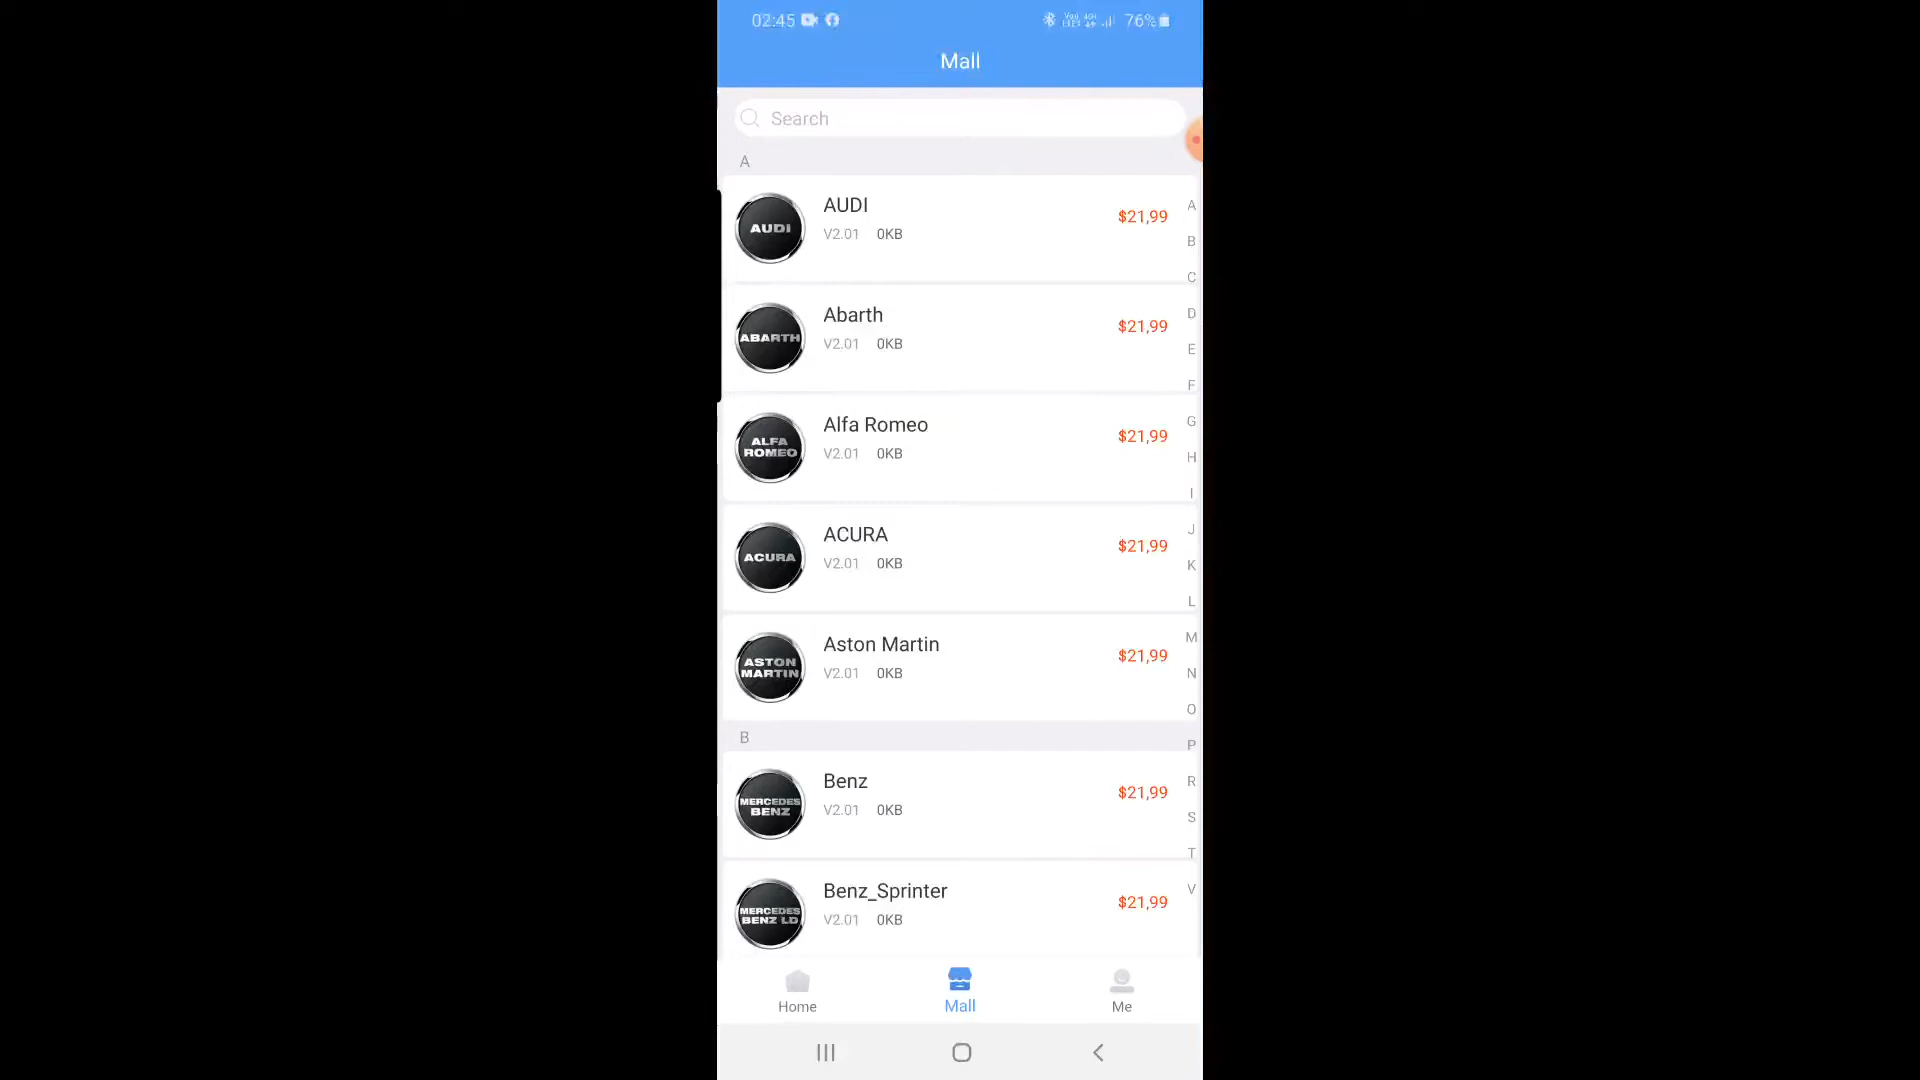 02:45
76%
Mall
Search
A
AUDI
AUDI
V2.01 0KB
$21,99
ABARTH
Abarth
V2.01 0KB
$21,99
ALFA
ROMEO
Alfa Romeo
V2.01 0KB
$21,99
ACURA
ACURA
V2.01 0KB
$21,99
ASTON
MARTIN
Aston Martin
V2.01 0KB
$21,99
B
MERCEDES
BENZ
Benz
V2.01 0KB
$21,99
MERCEDES
BENZ LD
Benz_Sprinter
V2.01 0KB
$21,99
A
B
C
D
E
F
G
H
I
J
K
L
M
N
O
P
R
S
T
V
Home
Mall
Me